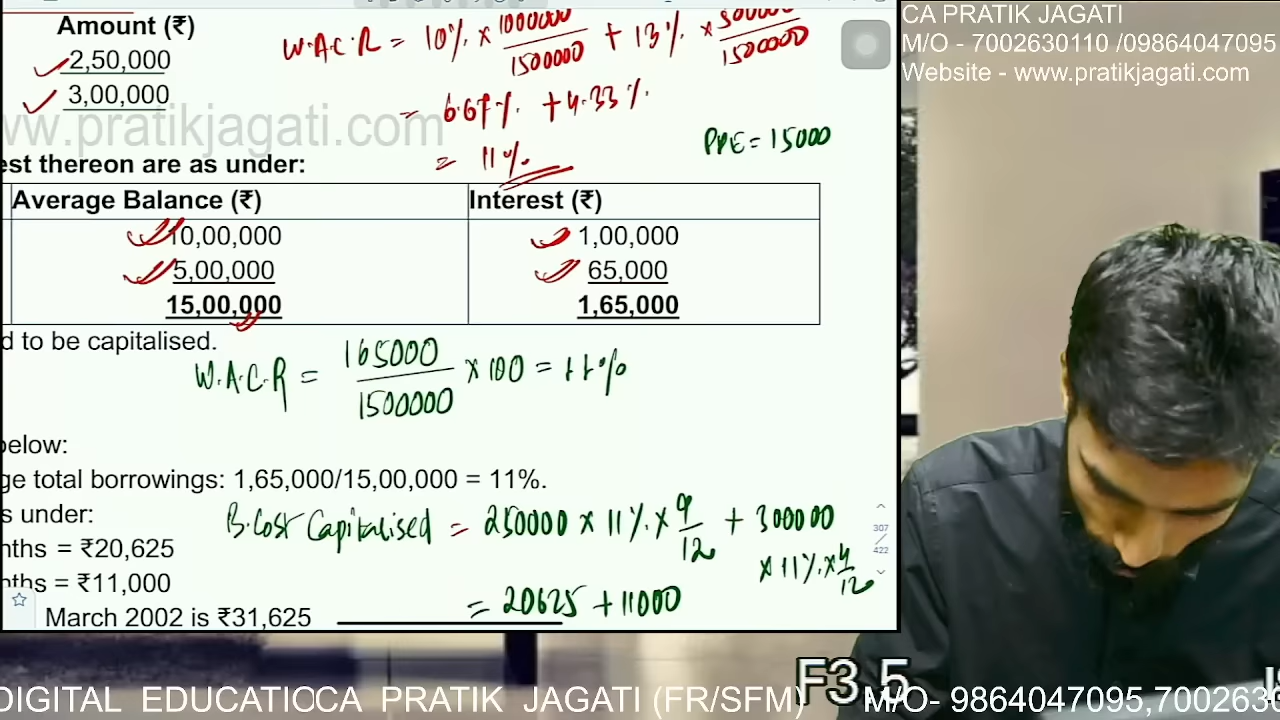 Amount (₹)
2,50,000
3,00,000
W.A.C.R = 10% × 1000000/1500000 + 13% × 500000/1500000
= 6.67% + 4.33%
= 11%
PPE = 15000
ww.pratikjagati.com
est thereon are as under:
Average Balance (₹) Interest (₹)
10,00,000 1,00,000
5,00,000 65,000
15,00,000 1,65,000
d to be capitalised.
W.A.C.R = 165000/1500000 × 100 = 11%
below:
ge total borrowings: 1,65,000/15,00,000 = 11%.
s under:
B. Cost Capitalised = 250000 × 11% × 9/12 + 300000 × 11% × 4/12
nths = ₹20,625
nths = ₹11,000
= 20625 + 11000
March 2002 is ₹31,625
307
/
422
CA PRATIK JAGATI
M/O - 7002630110 /09864047095
Website - www.pratikjagati.com
F3 5
DIGITAL EDUCATIOCA PRATIK JAGATI (FR/SFM) M/O- 9864047095,7002630